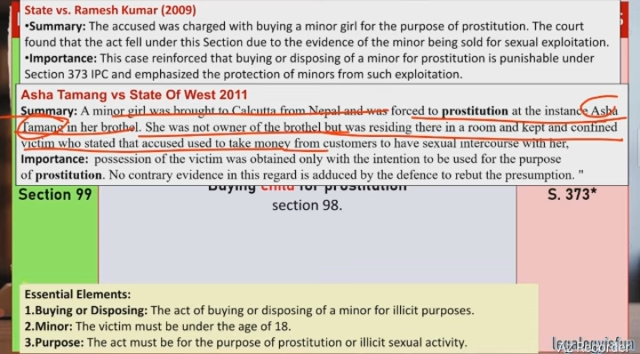 State vs. Ramesh Kumar (2009)
•Summary: The accused was charged with buying a minor girl for the purpose of prostitution. The court
found that the act fell under this Section due to the evidence of the minor being sold for sexual exploitation.
•Importance: This case reinforced that buying or disposing of a minor for prostitution is punishable under
Section 373 IPC and emphasized the protection of minors from such exploitation.
Asha Tamang vs State Of West 2011
Summary: A minor girl was brought to Calcutta from Nepal and was forced to prostitution at the instance Asha
Tamang in her brothel. She was not owner of the brothel but was residing there in a room and kept and confined
victim who stated that accused used to take money from customers to have sexual intercourse with her,
Importance: possession of the victim was obtained only with the intention to be used for the purpose
of prostitution. No contrary evidence in this regard is adduced by the defence to rebut the presumption. "
Section 99
Buying child for prostitution
S. 373*
section 98.
Essential Elements:
1.Buying or Disposing: The act of buying or disposing of a minor for illicit purposes.
2.Minor: The victim must be under the age of 18.
3.Purpose: The act must be for the purpose of prostitution or illicit sexual activity.